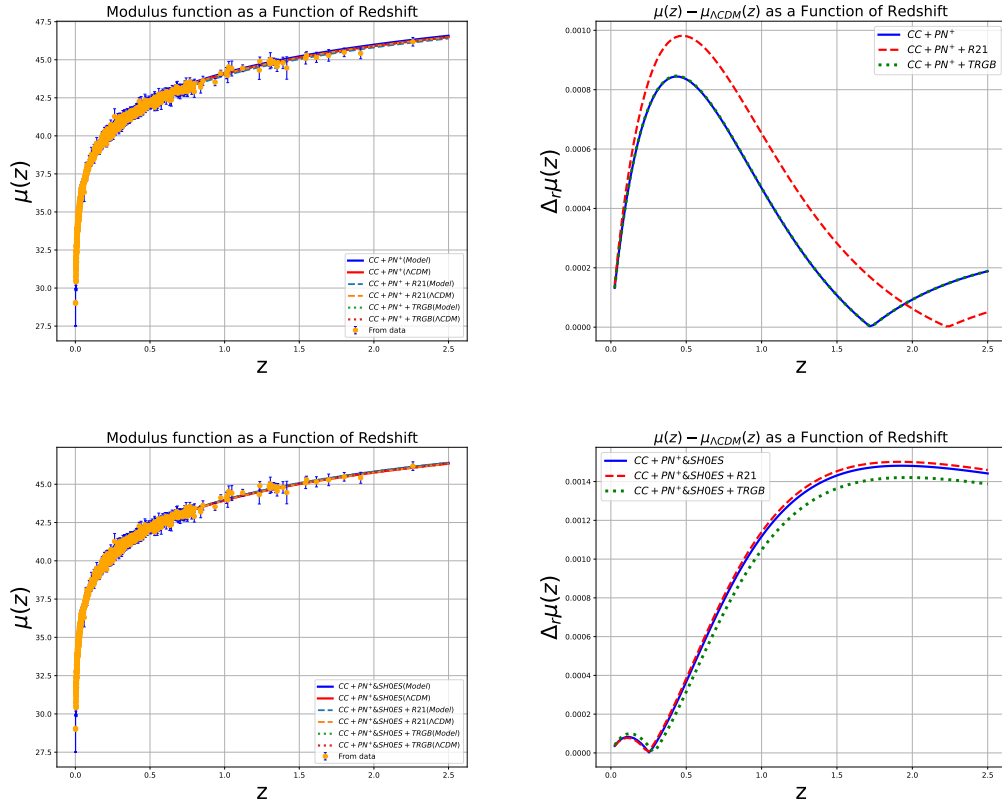 Modulus function as a Function of Redshift
47.5
45.0
42.5
40.0
37.5
35.0
32.5
30.0
27.5
μ(z)
CC + PN⁺(Model)
CC + PN⁺(ΛCDM)
CC + PN⁺ + R21(Model)
CC + PN⁺ + R21(ΛCDM)
CC + PN⁺ + TRGB(Model)
CC + PN⁺ + TRGB(ΛCDM)
From data
0.0 0.5 1.0 1.5 2.0 2.5
z
μ(z) − μΛCDM(z) as a Function of Redshift
0.0010
0.0008
0.0006
0.0004
0.0002
0.0000
Δᵣμ(z)
CC + PN⁺
CC + PN⁺ + R21
CC + PN⁺ + TRGB
0.0 0.5 1.0 1.5 2.0 2.5
z
Modulus function as a Function of Redshift
45.0
42.5
40.0
37.5
35.0
32.5
30.0
27.5
μ(z)
CC + PN⁺&SH0ES(Model)
CC + PN⁺&SH0ES(ΛCDM)
CC + PN⁺&SH0ES + R21(Model)
CC + PN⁺&SH0ES + R21(ΛCDM)
CC + PN⁺&SH0ES + TRGB(Model)
CC + PN⁺&SH0ES + TRGB(ΛCDM)
From data
0.0 0.5 1.0 1.5 2.0 2.5
z
μ(z) − μΛCDM(z) as a Function of Redshift
0.0014
0.0012
0.0010
0.0008
0.0006
0.0004
0.0002
0.0000
Δᵣμ(z)
CC + PN⁺&SH0ES
CC + PN⁺&SH0ES + R21
CC + PN⁺&SH0ES + TRGB
0.0 0.5 1.0 1.5 2.0 2.5
z